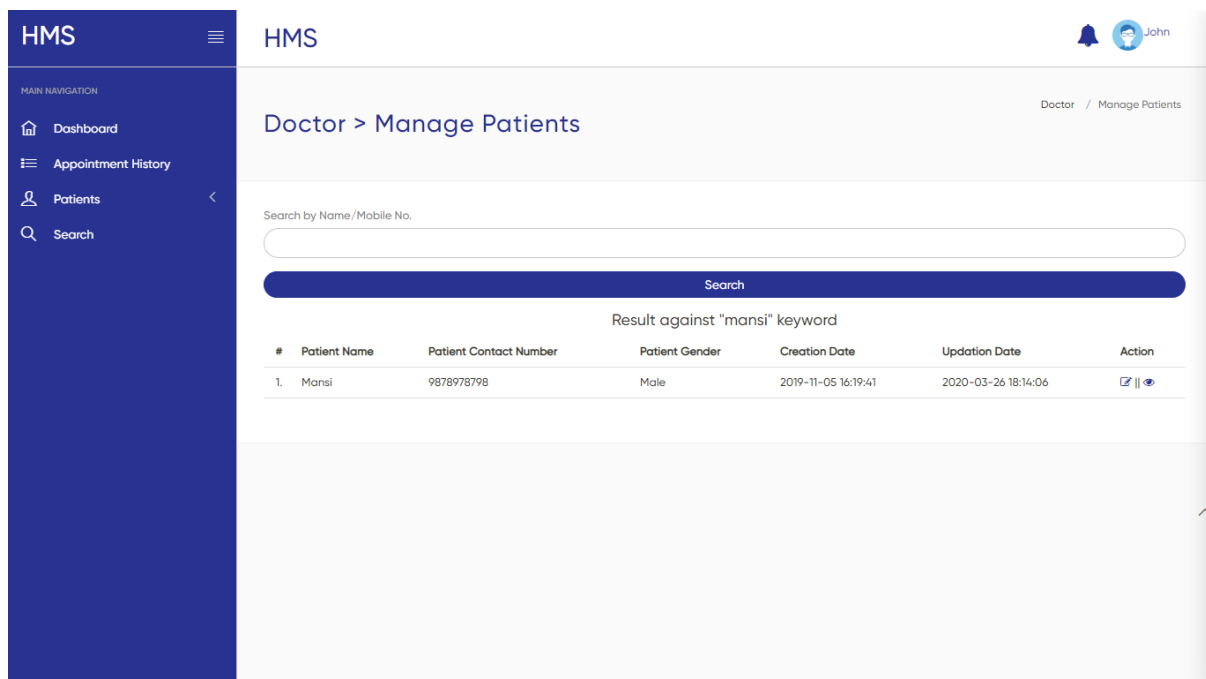 HMS
HMS
John
MAIN NAVIGATION
Dashboard
Appointment History
Patients
Search
Doctor > Manage Patients
Doctor / Manage Patients
Search by Name/Mobile No.
Search
Result against "mansi" keyword
# Patient Name Patient Contact Number Patient Gender Creation Date Updation Date Action
1. Mansi 9878978798 Male 2019-11-05 16:19:41 2020-03-26 18:14:06 ||